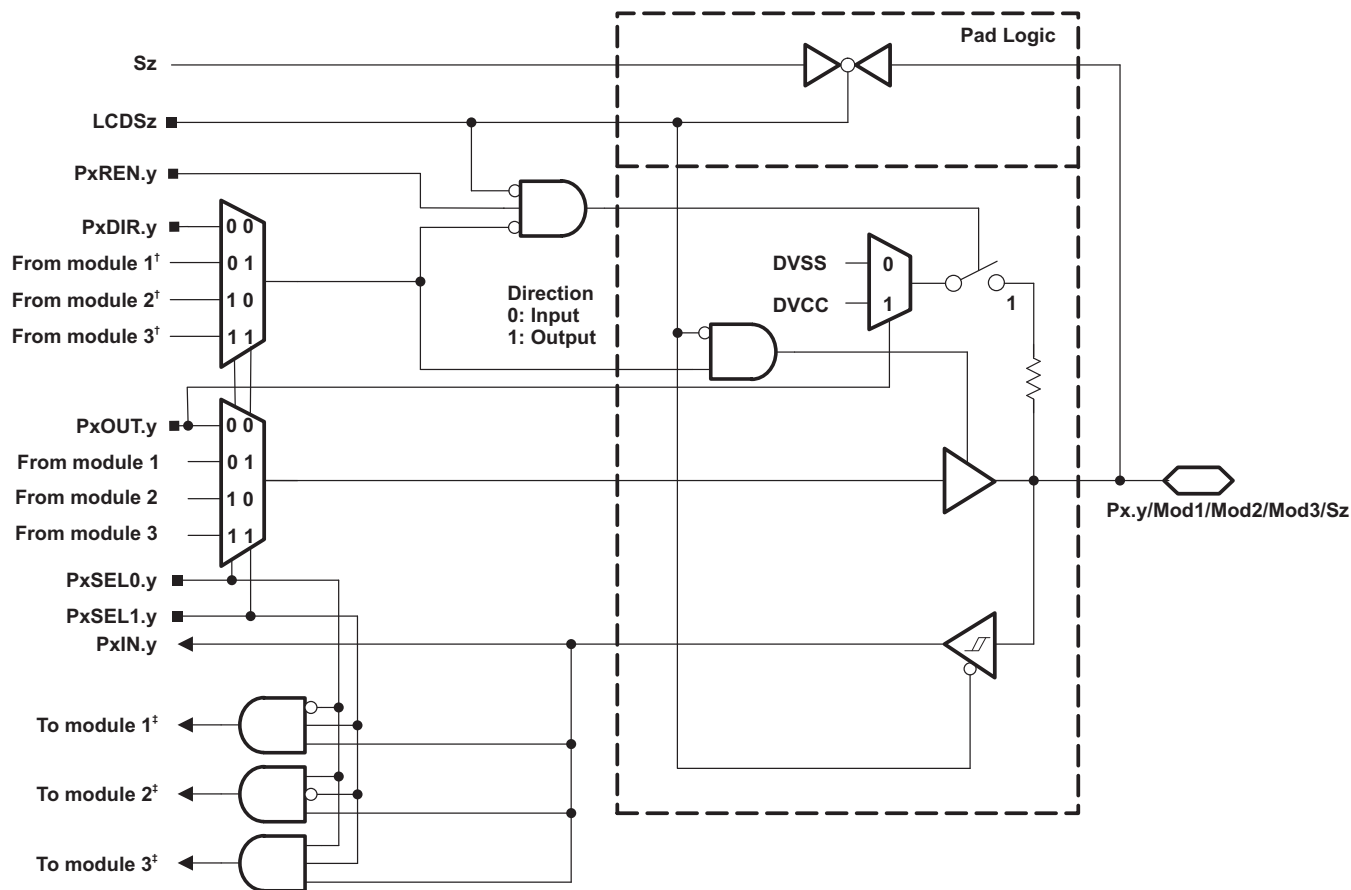 Pad Logic
Sz
LCDSz
PxREN.y
PxDIR.y
0 0
From module 1†
0 1
From module 2†
1 0
From module 3†
1 1
Direction
0: Input
1: Output
DVSS
0
DVCC
1
1
PxOUT.y
0 0
From module 1
0 1
From module 2
1 0
From module 3
1 1
Px.y/Mod1/Mod2/Mod3/Sz
PxSEL0.y
PxSEL1.y
PxIN.y
To module 1‡
To module 2‡
To module 3‡